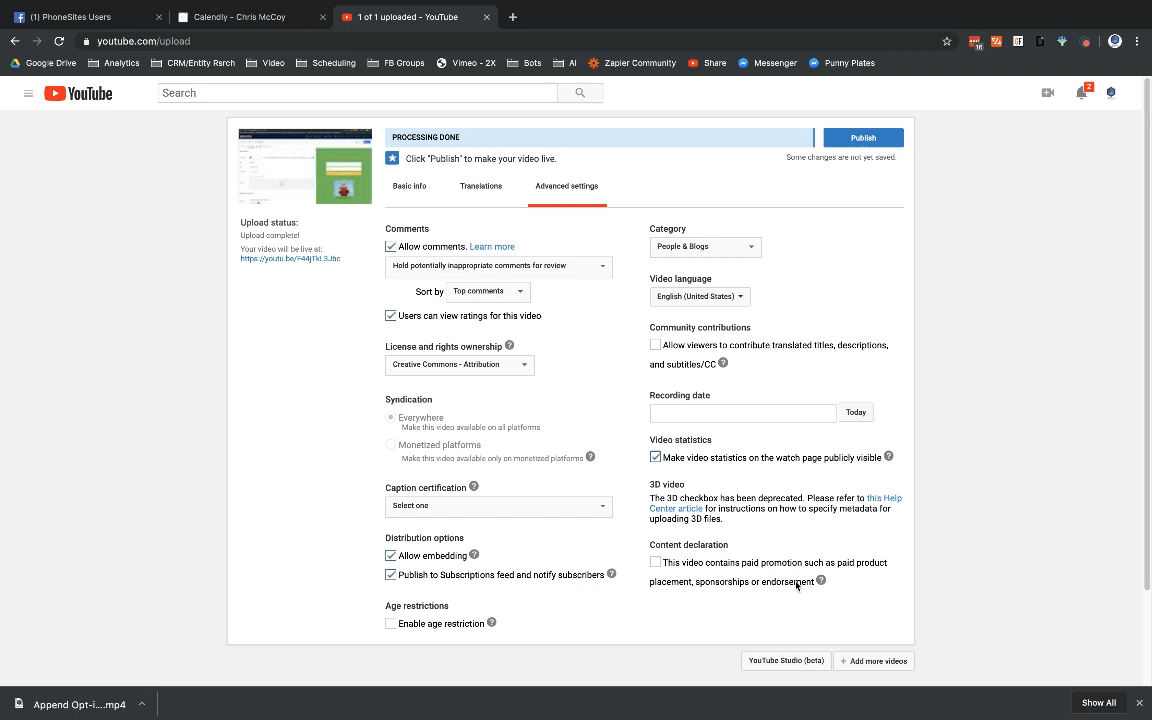 (1) PhoneSites Users
Calendly - Chris McCoy
1 of 1 uploaded - YouTube
youtube.com/upload
16
Google Drive
Analytics
CRM/Entity Rsrch
Video
Scheduling
FB Groups
Vimeo - 2X
Bots
AI
Zapier Community
Share
Messenger
Punny Plates
YouTube
Search
2
PROCESSING DONE
Publish
Click "Publish" to make your video live.
Some changes are not yet saved.
Basic info
Translations
Advanced settings
Upload status:
Upload complete!
Your video will be live at:
Comments
Allow comments. Learn more
Hold potentially inappropriate comments for review
Sort by Top comments
Users can view ratings for this video
License and rights ownership ?
Creative Commons - Attribution
Syndication
Everywhere
Make this video available on all platforms
Monetized platforms
Make this video available only on monetized platforms ?
Caption certification ?
Select one
Distribution options
Allow embedding ?
Publish to Subscriptions feed and notify subscribers ?
Age restrictions
Enable age restriction ?
Category
People & Blogs
Video language
English (United States)
Community contributions
Allow viewers to contribute translated titles, descriptions,
and subtitles/CC ?
Recording date
Today
Video statistics
Make video statistics on the watch page publicly visible ?
3D video
The 3D checkbox has been deprecated. Please refer to this Help
Center article for instructions on how to specify metadata for
uploading 3D files.
Content declaration
This video contains paid promotion such as paid product
placement, sponsorships or endorsement ?
YouTube Studio (beta)
+ Add more videos
Append Opt-i....mp4
Show All